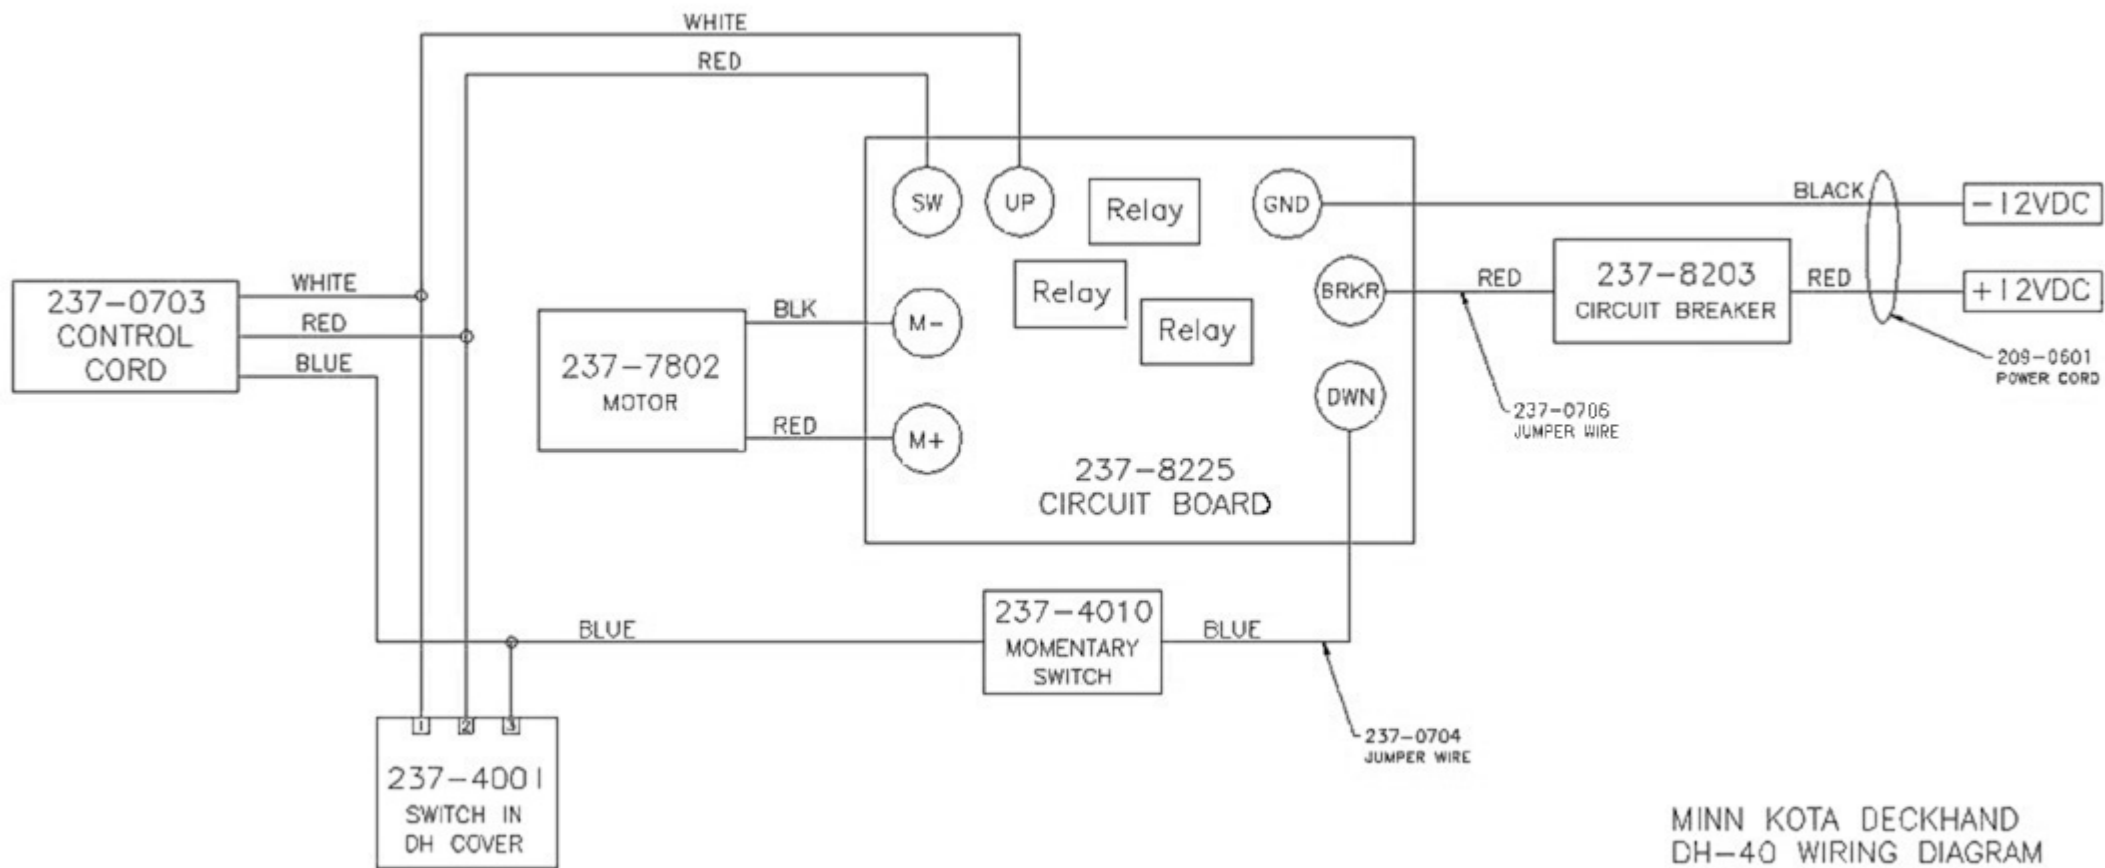 WHITE
RED
SW
UP
Relay
GND
BLACK
-12VDC
237-0703
CONTROL
CORD
WHITE
RED
BLUE
237-7802
MOTOR
BLK
RED
M-
M+
Relay
Relay
BRKR
DWN
RED
237-8203
CIRCUIT BREAKER
RED
+12VDC
209-0601
POWER CORD
237-0706
JUMPER WIRE
237-8225
CIRCUIT BOARD
BLUE
237-4010
MOMENTARY
SWITCH
BLUE
237-0704
JUMPER WIRE
1 2 3
237-4001
SWITCH IN
DH COVER
MINN KOTA DECKHAND
DH-40 WIRING DIAGRAM